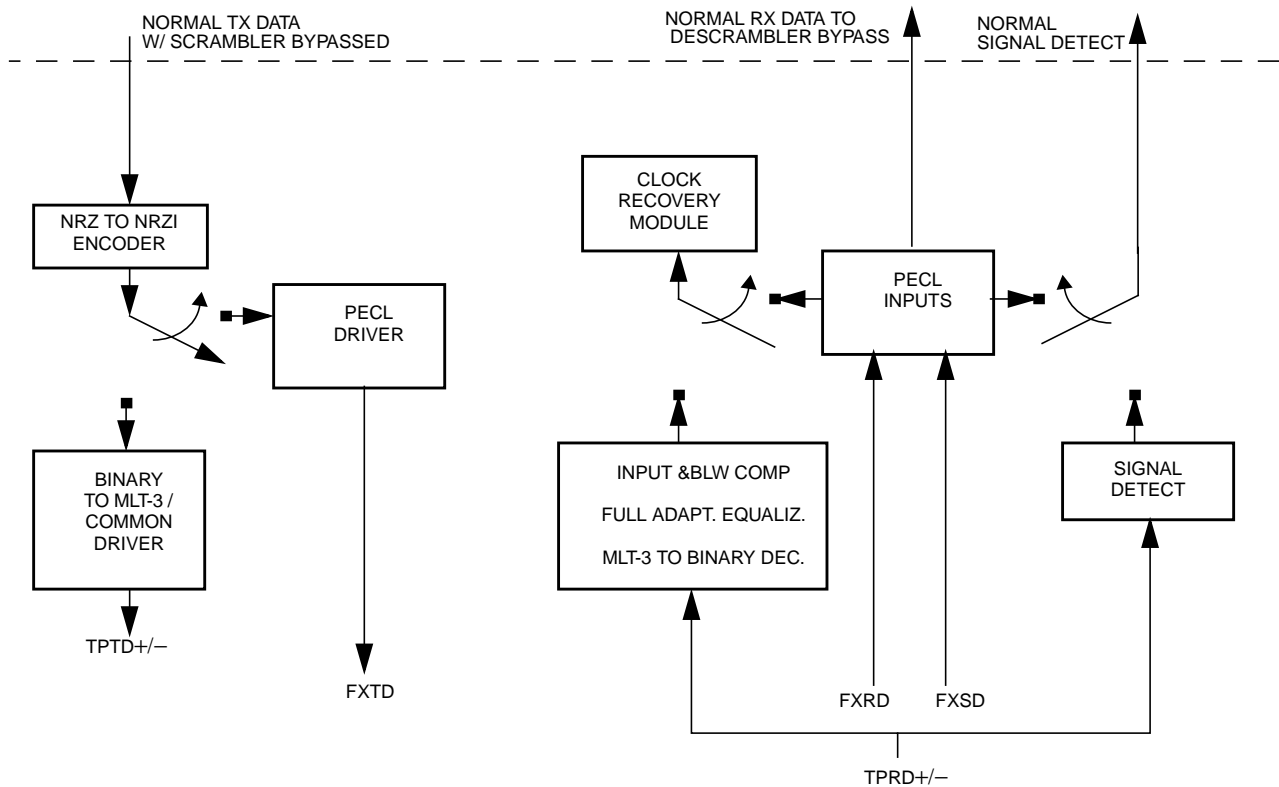 NORMAL TX DATA
W/ SCRAMBLER BYPASSED
NORMAL RX DATA TO
DESCRAMBLER BYPASS
NORMAL
SIGNAL DETECT
NRZ TO NRZI
ENCODER
PECL
DRIVER
BINARY
TO MLT-3 /
COMMON
DRIVER
TPTD+/−
FXTD
CLOCK
RECOVERY
MODULE
PECL
INPUTS
INPUT &BLW COMP
FULL ADAPT. EQUALIZ.
MLT-3 TO BINARY DEC.
SIGNAL
DETECT
FXRD
FXSD
TPRD+/−